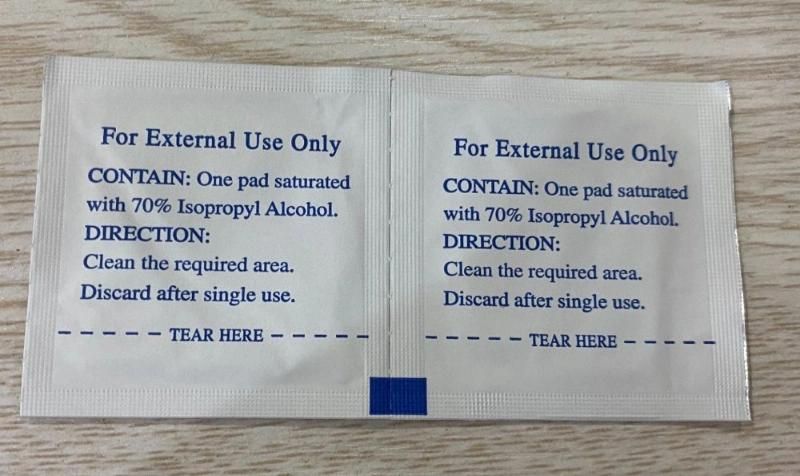 For External Use Only
CONTAIN: One pad saturated
with 70% Isopropyl Alcohol.
DIRECTION:
Clean the required area.
Discard after single use.
TEAR HERE
For External Use Only
CONTAIN: One pad saturated
with 70% Isopropyl Alcohol.
DIRECTION:
Clean the required area.
Discard after single use.
TEAR HERE